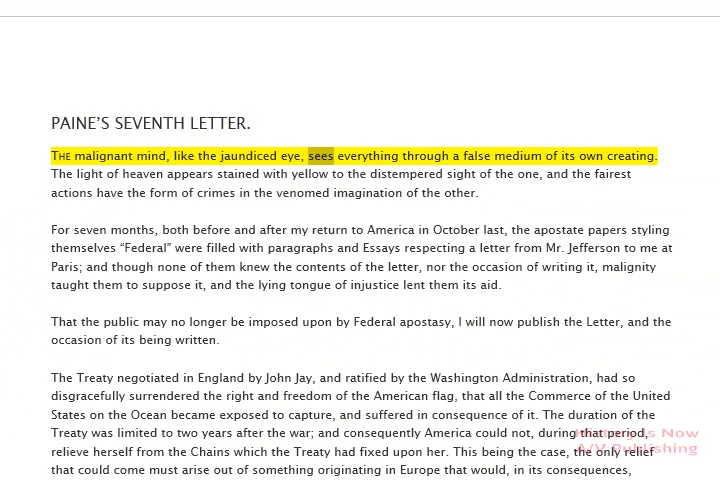 PAINE'S SEVENTH LETTER.
THE malignant mind, like the jaundiced eye, sees everything through a false medium of its own creating.
The light of heaven appears stained with yellow to the distempered sight of the one, and the fairest
actions have the form of crimes in the venomed imagination of the other.
For seven months, both before and after my return to America in October last, the apostate papers styling
themselves “Federal” were filled with paragraphs and Essays respecting a letter from Mr. Jefferson to me at
Paris; and though none of them knew the contents of the letter, nor the occasion of writing it, malignity
taught them to suppose it, and the lying tongue of injustice lent them its aid.
That the public may no longer be imposed upon by Federal apostasy, I will now publish the Letter, and the
occasion of its being written.
The Treaty negotiated in England by John Jay, and ratified by the Washington Administration, had so
disgracefully surrendered the right and freedom of the American flag, that all the Commerce of the United
States on the Ocean became exposed to capture, and suffered in consequence of it. The duration of the
Treaty was limited to two years after the war; and consequently America could not, during that period,
relieve herself from the Chains which the Treaty had fixed upon her. This being the case, the only relief
that could come must arise out of something originating in Europe that would, in its consequences,
History Is Now
A/V Publishing